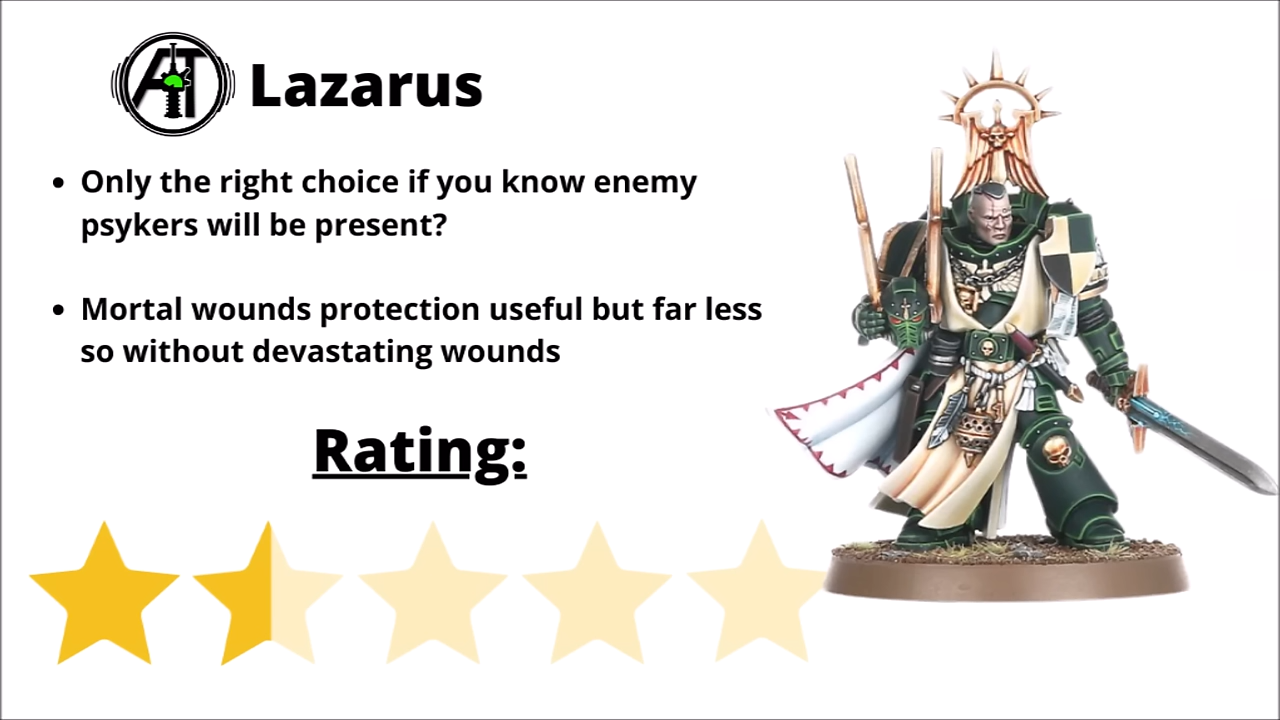 AT Lazarus
• Only the right choice if you know enemy
psykers will be present?
• Mortal wounds protection useful but far less
so without devastating wounds
Rating: